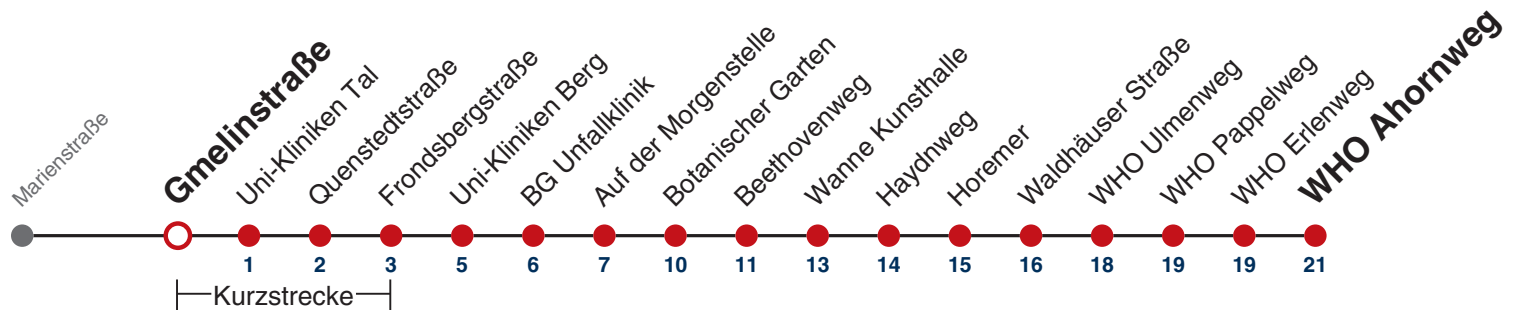 Marienstraße
Gmelinstraße
Uni-Kliniken Tal
Quenstedtstraße
Frondsbergstraße
Uni-Kliniken Berg
BG Unfallklinik
Auf der Morgenstelle
Botanischer Garten
Beethovenweg
Wanne Kunsthalle
Haydnweg
Horemer
Waldhäuser Straße
WHO Ulmenweg
WHO Pappelweg
WHO Erlenweg
WHO Ahornweg
1 2 3 5 6 7 10 11 13 14 15 16 18 19 19 21
Kurzstrecke